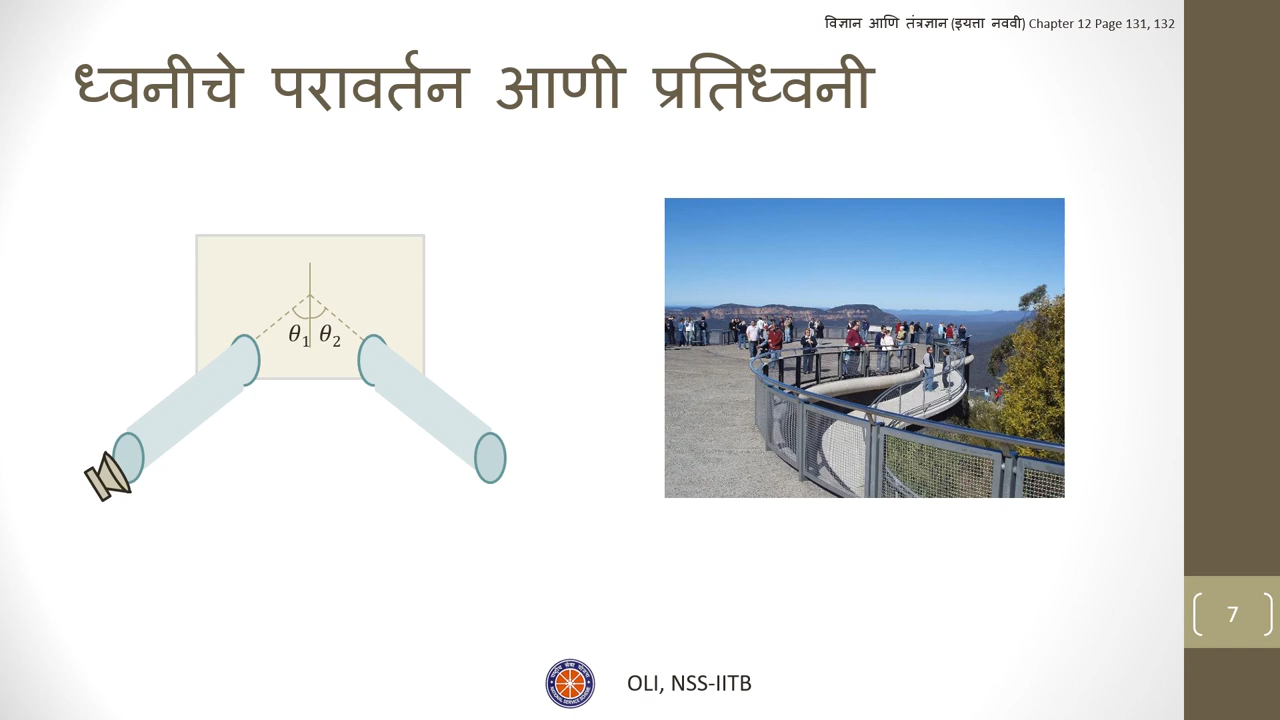 विज्ञान आणि तंत्रज्ञान (इयत्ता नववी) Chapter 12 Page 131, 132
ध्वनीचे परावर्तन आणी प्रतिध्वनी
θ1 θ2
7
OLI, NSS-IITB